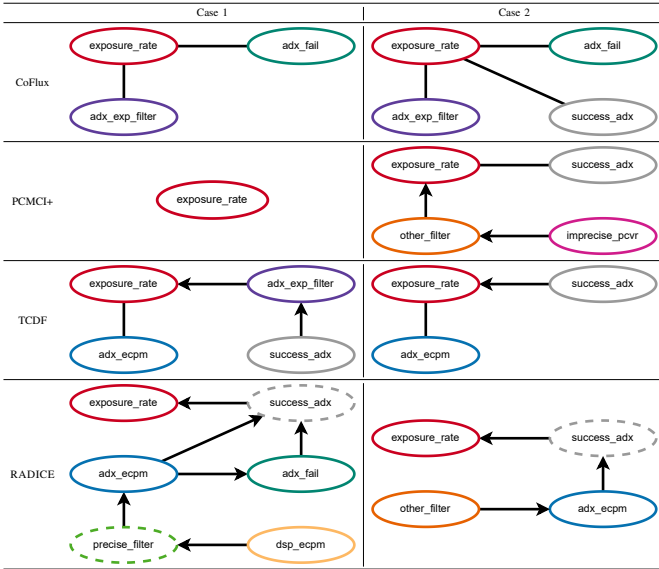 Case 1 Case 2
exposure_rate adx_fail exposure_rate adx_fail
CoFlux
adx_exp_filter adx_exp_filter success_adx
exposure_rate success_adx
PCMCI+ exposure_rate
other_filter imprecise_pcvr
exposure_rate adx_exp_filter exposure_rate success_adx
TCDF
adx_ecpm success_adx adx_ecpm
exposure_rate success_adx
exposure_rate success_adx
RADICE adx_ecpm adx_fail
other_filter adx_ecpm
precise_filter dsp_ecpm